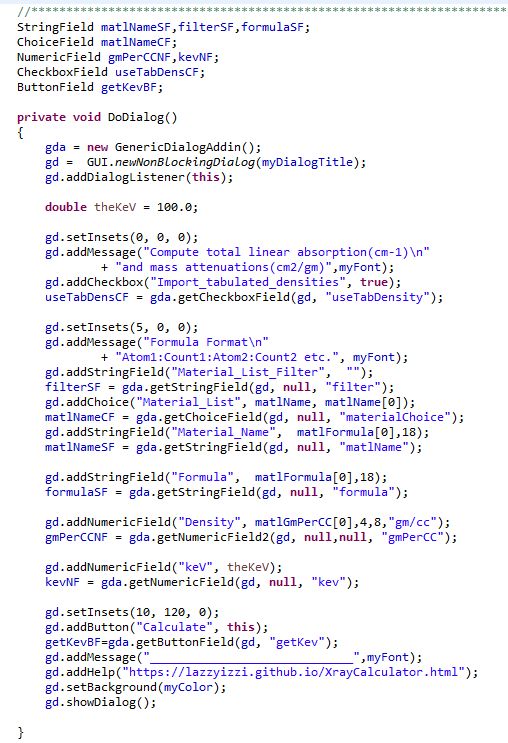 //*******************************************************************
StringField matlNameSF,filterSF,formulaSF;
ChoiceField matlNameCF;
NumericField gmPerCCNF,kevNF;
CheckboxField useTabDensCF;
ButtonField getKevBF;
private void DoDialog()
{
gda = new GenericDialogAddin();
gd =  GUI.newNonBlockingDialog(myDialogTitle);
gd.addDialogListener(this);
double theKeV = 100.0;
gd.setInsets(0, 0, 0);
gd.addMessage("Compute total linear absorption(cm-1)\n"
+ "and mass attenuations(cm2/gm)",myFont);
gd.addCheckbox("Import_tabulated_densities", true);
useTabDensCF = gda.getCheckboxField(gd, "useTabDensity");
gd.setInsets(5, 0, 0);
gd.addMessage("Formula Format\n"
+ "Atom1:Count1:Atom2:Count2 etc.", myFont);
gd.addStringField("Material_List_Filter",  "");
filterSF = gda.getStringField(gd, null, "filter");
gd.addChoice("Material_List", matlName, matlName[0]);
matlNameCF = gda.getChoiceField(gd, null, "materialChoice");
gd.addStringField("Material_Name",  matlFormula[0],18);
matlNameSF = gda.getStringField(gd, null, "matlName");
gd.addStringField("Formula",  matlFormula[0],18);
formulaSF = gda.getStringField(gd, null, "formula");
gd.addNumericField("Density", matlGmPerCC[0],4,8,"gm/cc");
gmPerCCNF = gda.getNumericField2(gd, null,null, "gmPerCC");
gd.addNumericField("keV", theKeV);
kevNF = gda.getNumericField(gd, null, "kev");
gd.setInsets(10, 120, 0);
gd.addButton("Calculate", this);
getKevBF=gda.getButtonField(gd, "getKev");
gd.addMessage("_____________________________",myFont);
gd.addHelp("https://lazzyizzi.github.io/XrayCalculator.html");
gd.setBackground(myColor);
gd.showDialog();
}